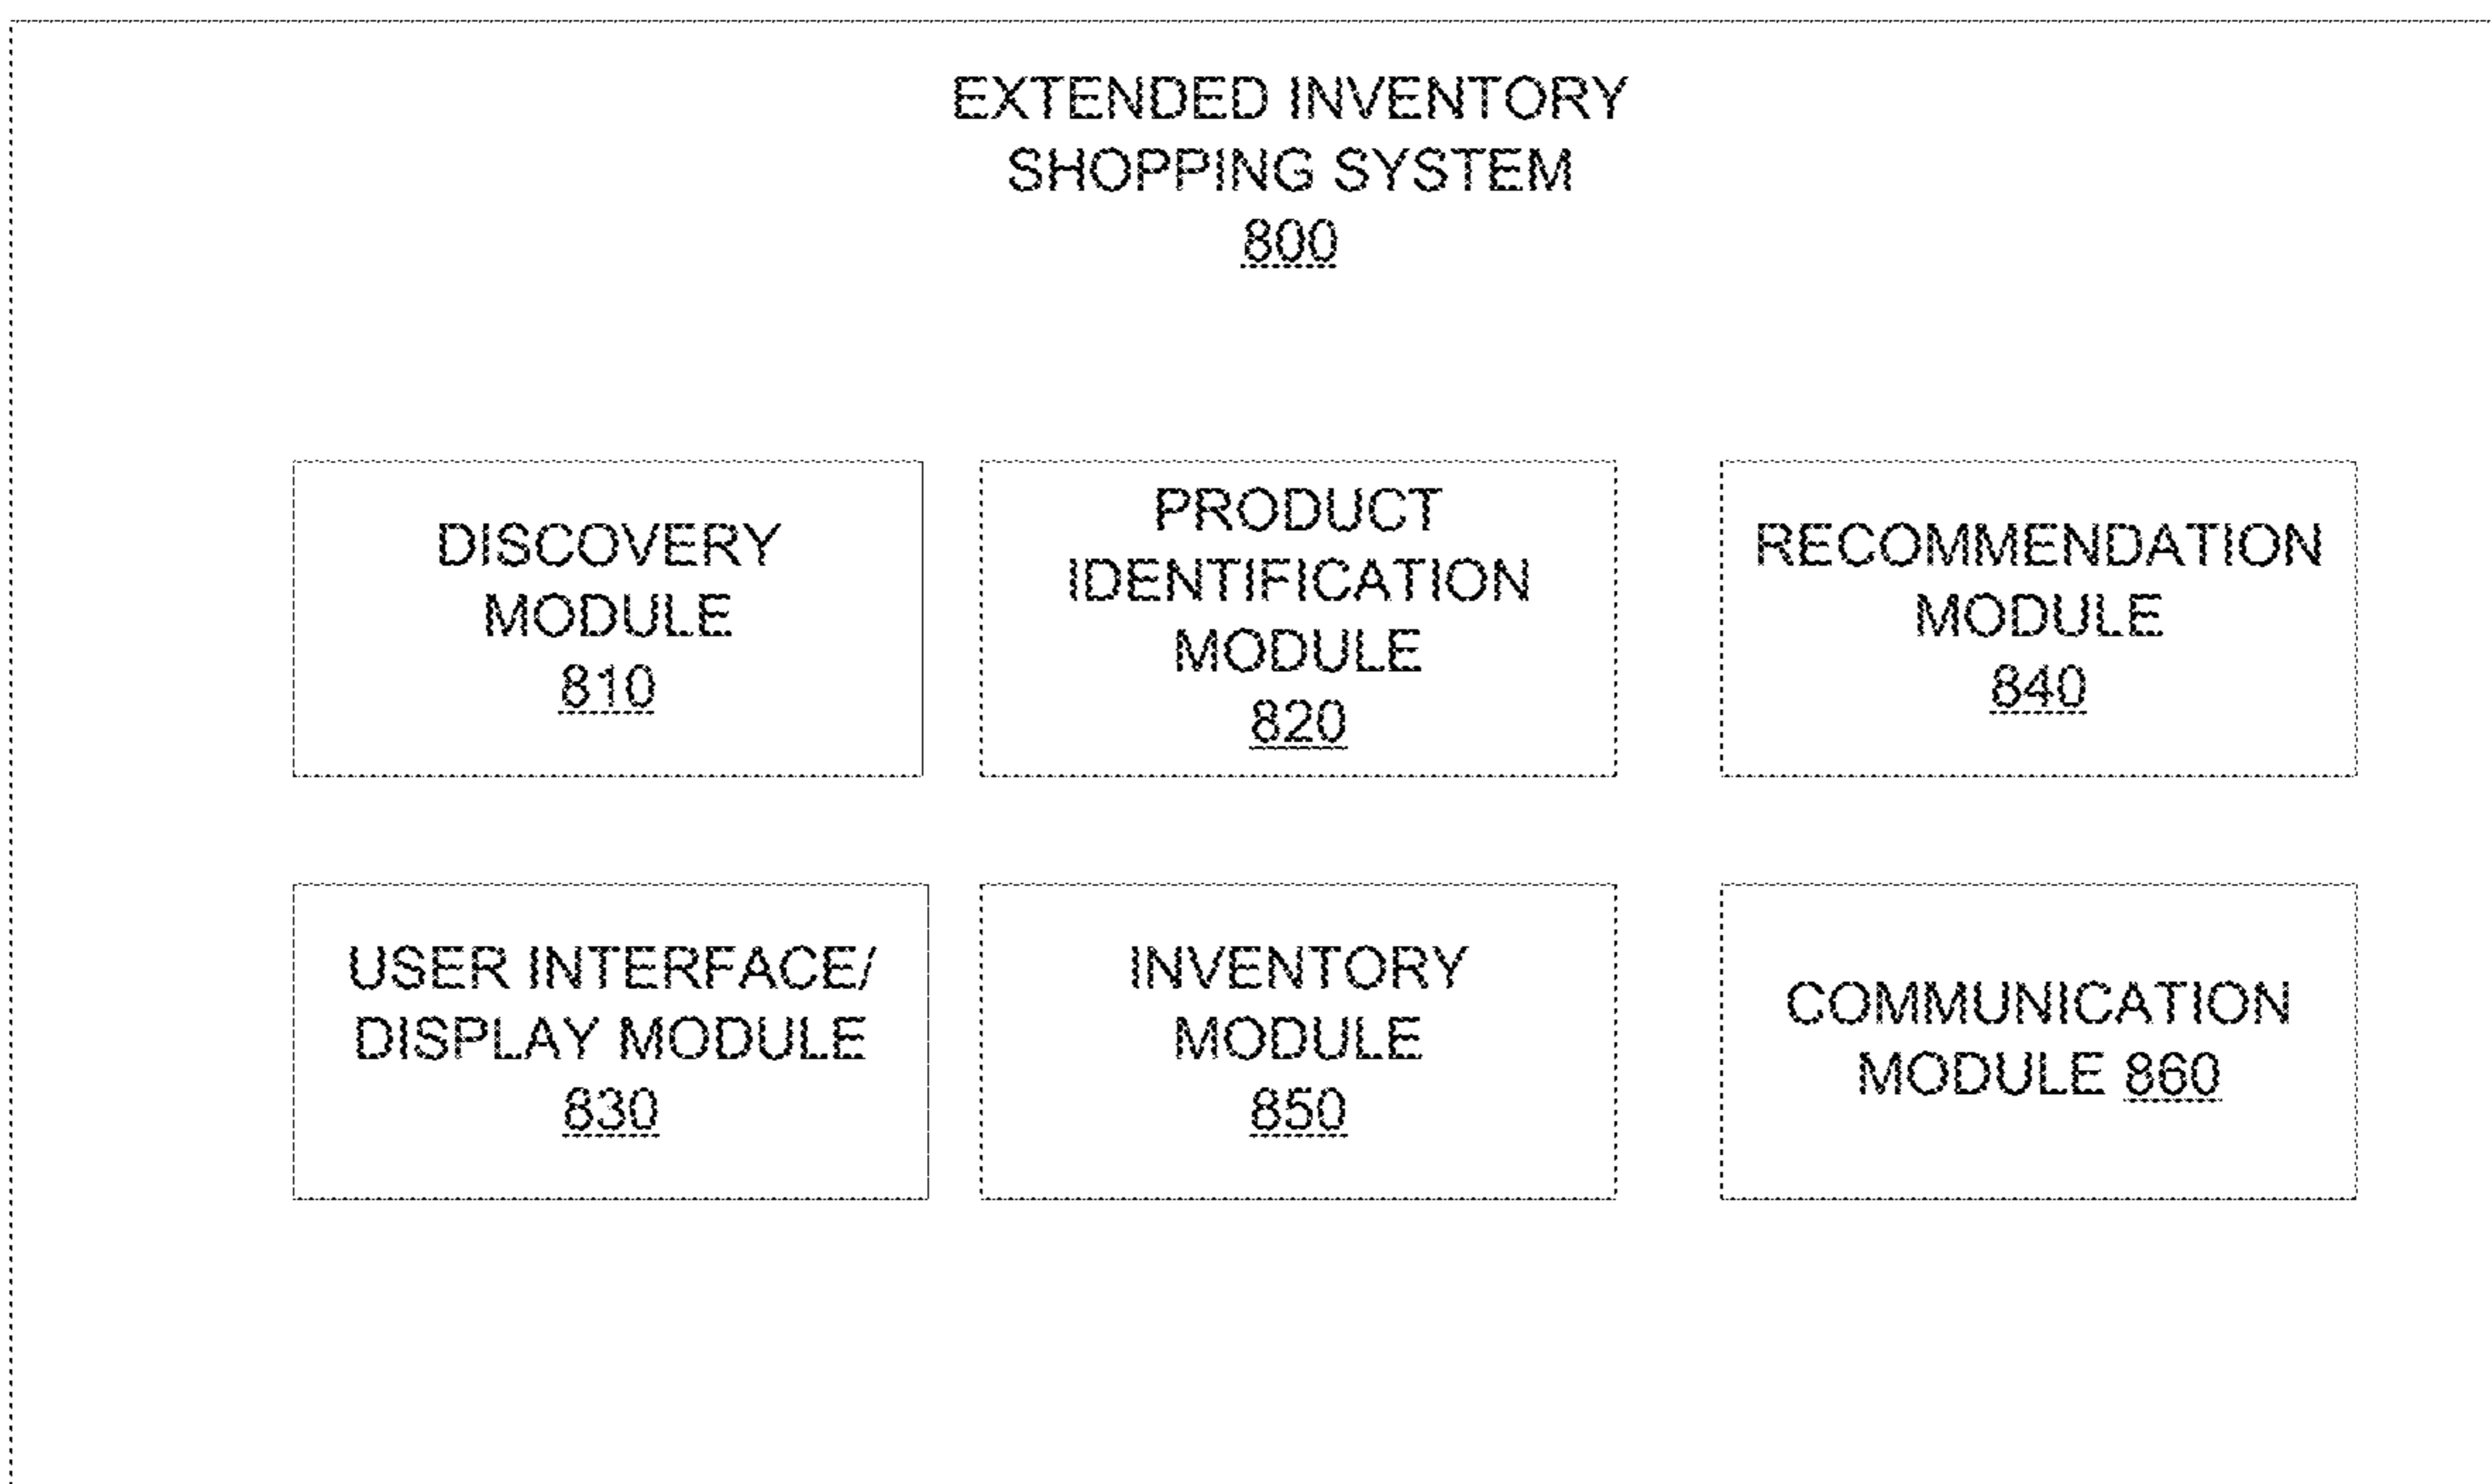 EXTENDED INVENTORY
SHOPPING SYSTEM
800
DISCOVERY
MODULE
810
PRODUCT
IDENTIFICATION
MODULE
820
RECOMMENDATION
MODULE
840
USER INTERFACE/
DISPLAY MODULE
830
INVENTORY
MODULE
850
COMMUNICATION
MODULE 860